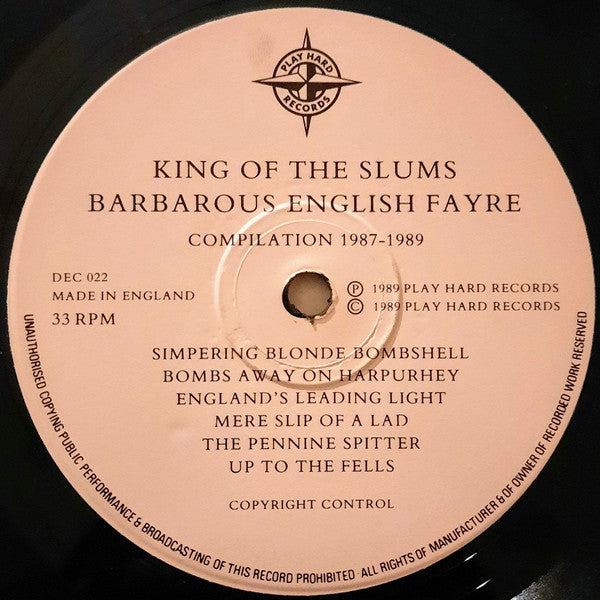 PLAY HARD
RECORDS
KING OF THE SLUMS
BARBAROUS ENGLISH FAYRE
COMPILATION 1987-1989
DEC 022
MADE IN ENGLAND
33 RPM
Ⓟ 1989 PLAY HARD RECORDS
© 1989 PLAY HARD RECORDS
SIMPERING BLONDE BOMBSHELL
BOMBS AWAY ON HARPURHEY
ENGLAND'S LEADING LIGHT
MERE SLIP OF A LAD
THE PENNINE SPITTER
UP TO THE FELLS
COPYRIGHT CONTROL
UNAUTHORISED COPYING PUBLIC PERFORMANCE & BROADCASTING OF THIS RECORD PROHIBITED · ALL RIGHTS OF MANUFACTURER & OF OWNER OF RECORDED WORK RESERVED